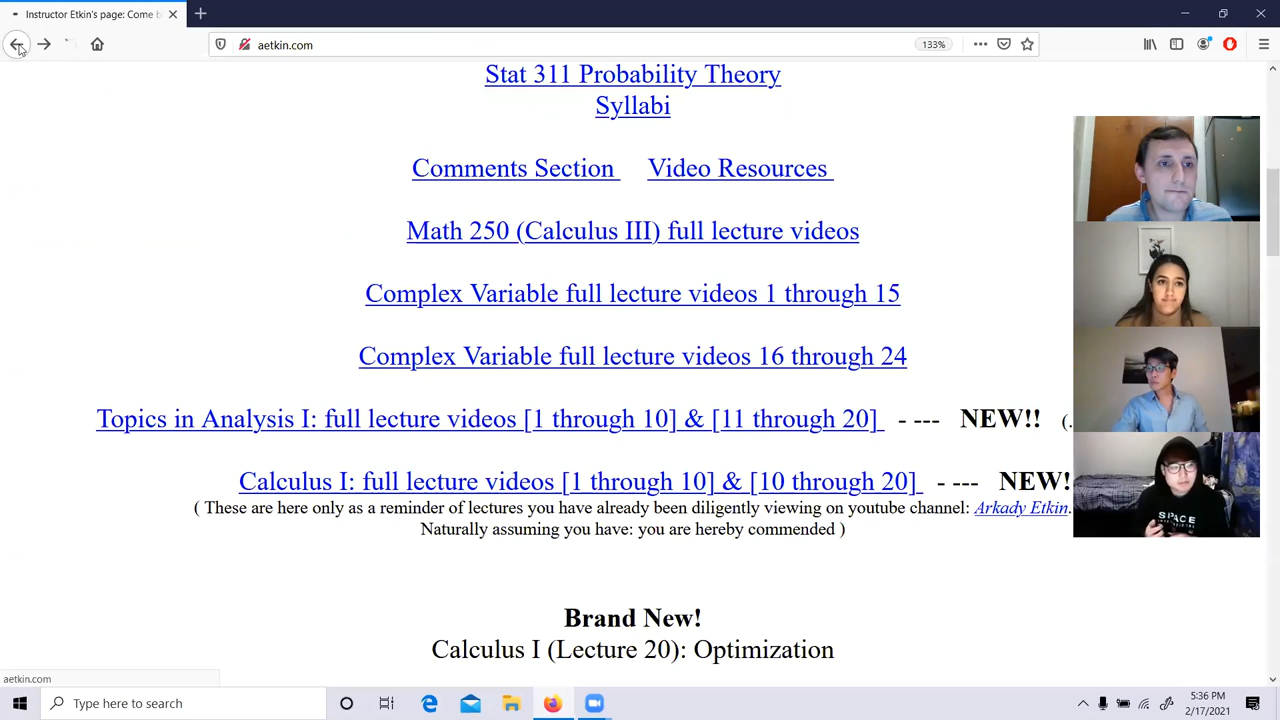 Instructor Etkin's page: Come b
aetkin.com
133%
Stat 311 Probability Theory
Syllabi
Comments Section Video Resources
Math 250 (Calculus III) full lecture videos
Complex Variable full lecture videos 1 through 15
Complex Variable full lecture videos 16 through 24
Topics in Analysis I: full lecture videos [1 through 10] & [11 through 20] - --- NEW!! (.
Calculus I: full lecture videos [1 through 10] & [10 through 20] - --- NEW!
( These are here only as a reminder of lectures you have already been diligently viewing on youtube channel: Arkady Etkin.
Naturally assuming you have: you are hereby commended )
SPACE
Brand New!
Calculus I (Lecture 20): Optimization
aetkin.com
Type here to search
5:36 PM
2/17/2021